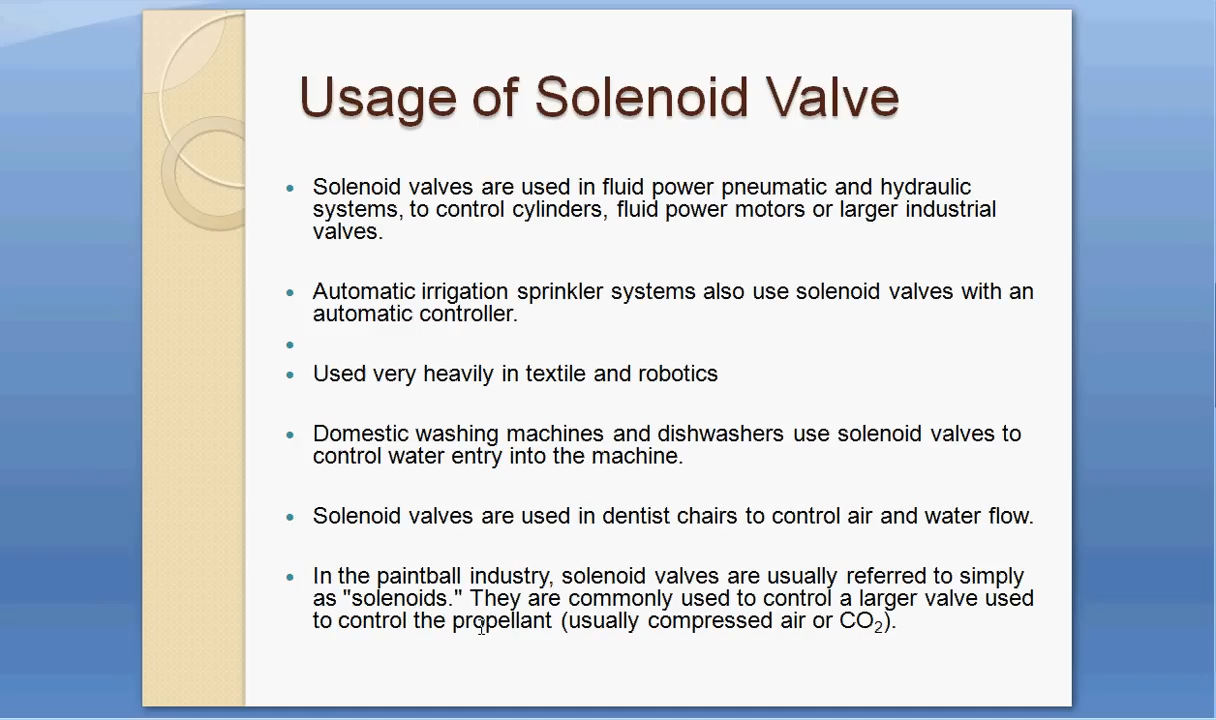 Usage of Solenoid Valve
• Solenoid valves are used in fluid power pneumatic and hydraulic
systems, to control cylinders, fluid power motors or larger industrial
valves.
• Automatic irrigation sprinkler systems also use solenoid valves with an
automatic controller.
•
• Used very heavily in textile and robotics
• Domestic washing machines and dishwashers use solenoid valves to
control water entry into the machine.
• Solenoid valves are used in dentist chairs to control air and water flow.
• In the paintball industry, solenoid valves are usually referred to simply
as "solenoids." They are commonly used to control a larger valve used
to control the propellant (usually compressed air or CO₂).